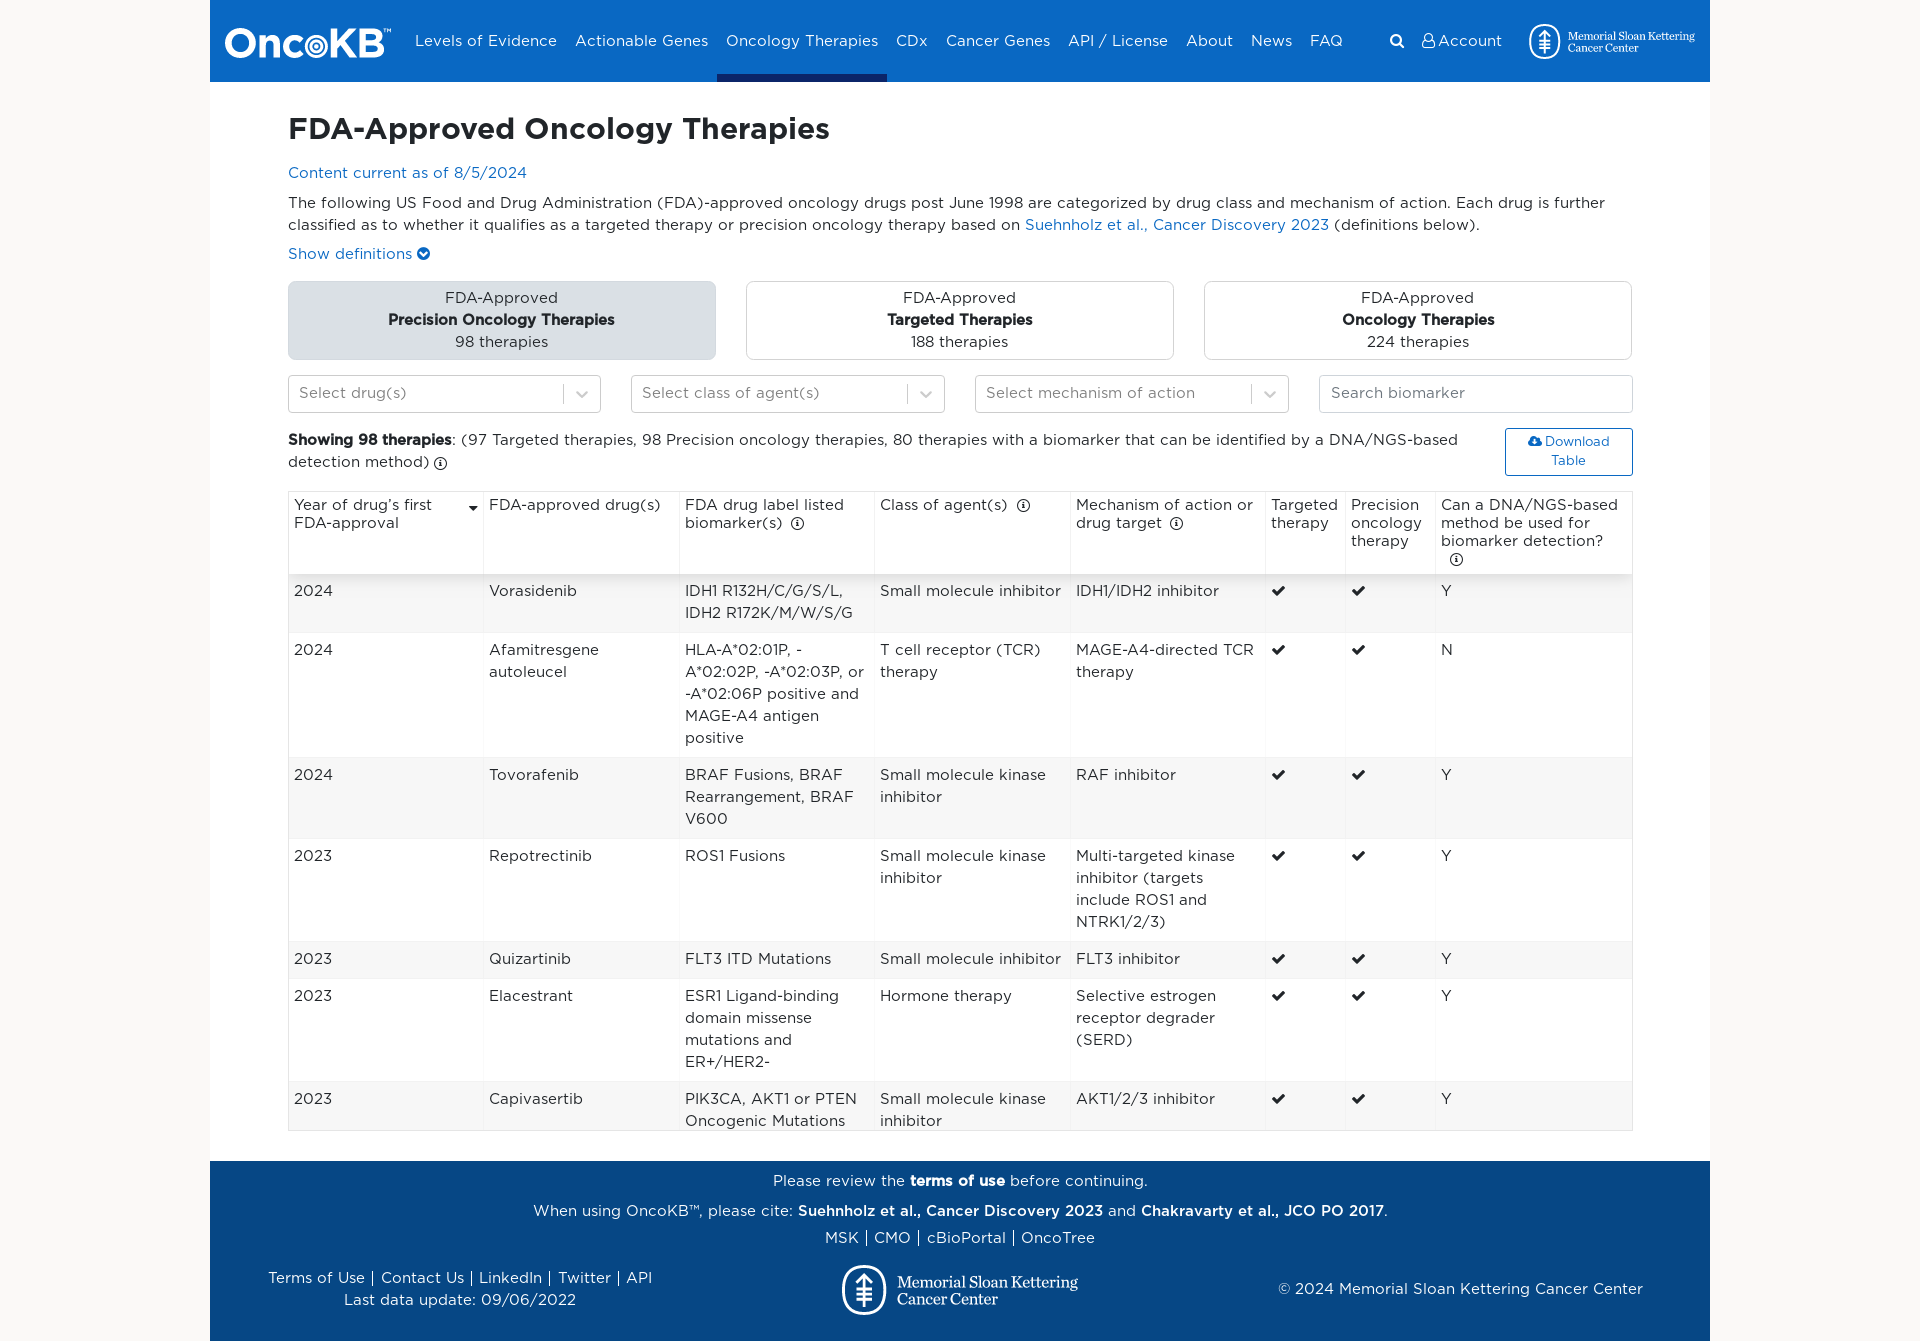 OncoKB™
Levels of Evidence
Actionable Genes
Oncology Therapies
CDx
Cancer Genes
API / License
About
News
FAQ
Account
Memorial Sloan Kettering
Cancer Center
FDA-Approved Oncology Therapies
Content current as of 8/5/2024
The following US Food and Drug Administration (FDA)-approved oncology drugs post June 1998 are categorized by drug class and mechanism of action. Each drug is further
classified as to whether it qualifies as a targeted therapy or precision oncology therapy based on Suehnholz et al., Cancer Discovery 2023 (definitions below).
Show definitions
FDA-Approved
Precision Oncology Therapies
98 therapies
FDA-Approved
Targeted Therapies
188 therapies
FDA-Approved
Oncology Therapies
224 therapies
Select drug(s)
Select class of agent(s)
Select mechanism of action
Search biomarker
Showing 98 therapies: (97 Targeted therapies, 98 Precision oncology therapies, 80 therapies with a biomarker that can be identified by a DNA/NGS-based
detection method)
Download
Table
Year of drug's first
FDA-approval
FDA-approved drug(s)
FDA drug label listed
biomarker(s)
Class of agent(s)
Mechanism of action or
drug target
Targeted
therapy
Precision
oncology
therapy
Can a DNA/NGS-based
method be used for
biomarker detection?
2024
Vorasidenib
IDH1 R132H/C/G/S/L,
IDH2 R172K/M/W/S/G
Small molecule inhibitor
IDH1/IDH2 inhibitor
✔
✔
Y
2024
Afamitresgene
autoleucel
HLA-A*02:01P, -
A*02:02P, -A*02:03P, or
-A*02:06P positive and
MAGE-A4 antigen
positive
T cell receptor (TCR)
therapy
MAGE-A4-directed TCR
therapy
✔
✔
N
2024
Tovorafenib
BRAF Fusions, BRAF
Rearrangement, BRAF
V600
Small molecule kinase
inhibitor
RAF inhibitor
✔
✔
Y
2023
Repotrectinib
ROS1 Fusions
Small molecule kinase
inhibitor
Multi-targeted kinase
inhibitor (targets
include ROS1 and
NTRK1/2/3)
✔
✔
Y
2023
Quizartinib
FLT3 ITD Mutations
Small molecule inhibitor
FLT3 inhibitor
✔
✔
Y
2023
Elacestrant
ESR1 Ligand-binding
domain missense
mutations and
ER+/HER2-
Hormone therapy
Selective estrogen
receptor degrader
(SERD)
✔
✔
Y
2023
Capivasertib
PIK3CA, AKT1 or PTEN
Oncogenic Mutations
Small molecule kinase
inhibitor
AKT1/2/3 inhibitor
✔
✔
Y
Please review the terms of use before continuing.
When using OncoKB™, please cite: Suehnholz et al., Cancer Discovery 2023 and Chakravarty et al., JCO PO 2017.
MSK | CMO | cBioPortal | OncoTree
Terms of Use | Contact Us | LinkedIn | Twitter | API
Last data update: 09/06/2022
Memorial Sloan Kettering
Cancer Center
© 2024 Memorial Sloan Kettering Cancer Center